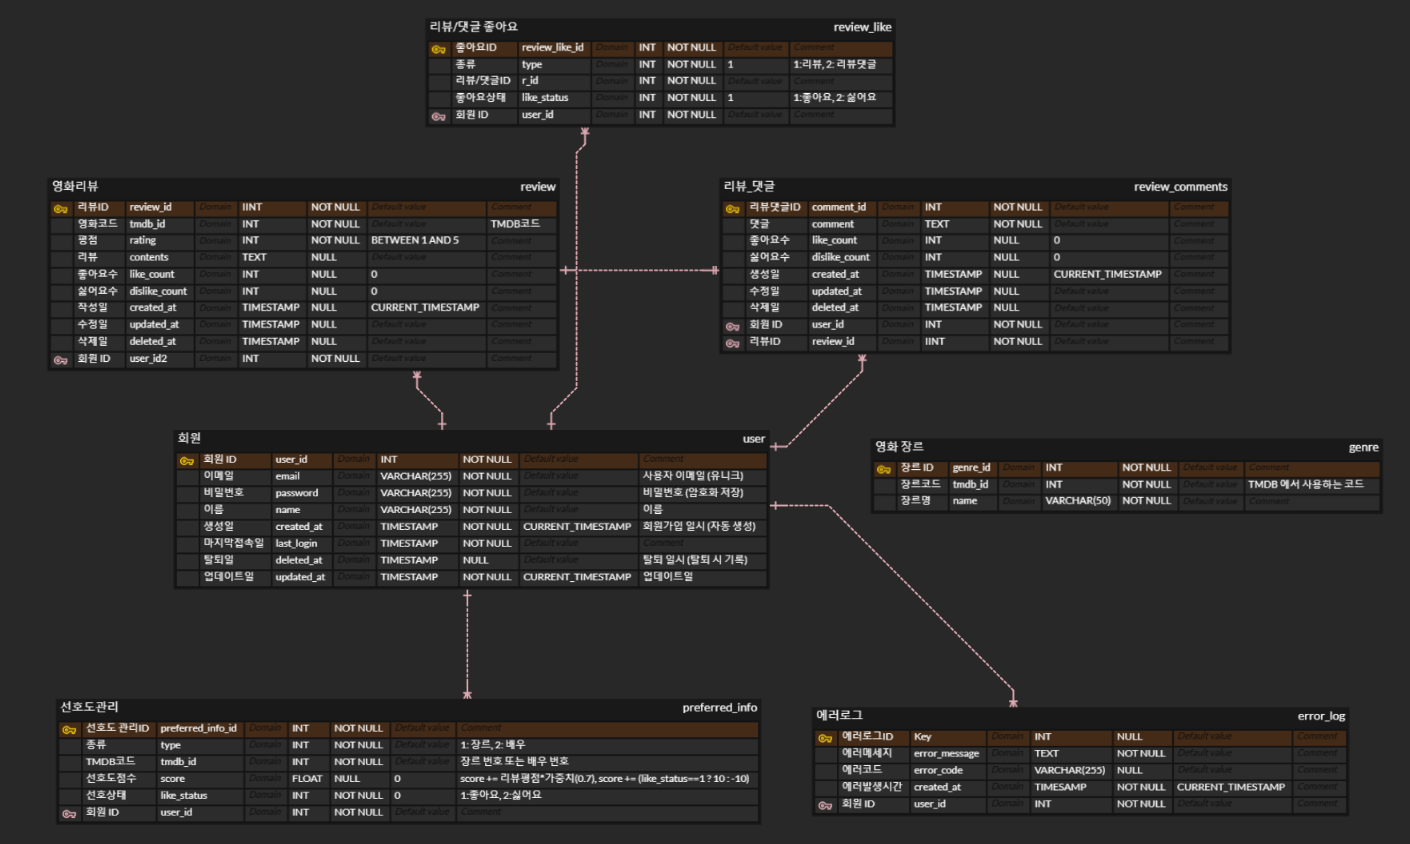 리뷰/댓글 좋아요 review_like
좋아요ID review_like_id Domain INT NOT NULL Default value Comment
종류 type Domain INT NOT NULL 1 1:리뷰, 2: 리뷰댓글
리뷰/댓글ID r_id Domain INT NOT NULL Default value Comment
좋아요상태 like_status Domain INT NOT NULL 1 1:좋아요, 2: 싫어요
회원 ID user_id Domain INT NOT NULL Default value Comment
영화리뷰 review
리뷰ID review_id Domain IINT NOT NULL Default value Comment
영화코드 tmdb_id Domain INT NOT NULL Default value TMDB코드
평점 rating Domain INT NOT NULL BETWEEN 1 AND 5 Comment
리뷰 contents Domain TEXT NULL Default value Comment
좋아요수 like_count Domain INT NULL 0 Comment
싫어요수 dislike_count Domain INT NULL 0 Comment
작성일 created_at Domain TIMESTAMP NULL CURRENT_TIMESTAMP Comment
수정일 updated_at Domain TIMESTAMP NULL Default value Comment
삭제일 deleted_at Domain TIMESTAMP NULL Default value Comment
회원 ID user_id2 Domain INT NOT NULL Default value Comment
리뷰_댓글 review_comments
리뷰댓글ID comment_id Domain INT NOT NULL Default value Comment
댓글 comment Domain TEXT NOT NULL Default value Comment
좋아요수 like_count Domain INT NULL 0 Comment
싫어요수 dislike_count Domain INT NULL 0 Comment
생성일 created_at Domain TIMESTAMP NULL CURRENT_TIMESTAMP Comment
수정일 updated_at Domain TIMESTAMP NULL Default value Comment
삭제일 deleted_at Domain TIMESTAMP NULL Default value Comment
회원 ID user_id Domain INT NOT NULL Default value Comment
리뷰ID review_id Domain IINT NOT NULL Default value Comment
회원 user
회원 ID user_id Domain INT NOT NULL Default value Comment
이메일 email Domain VARCHAR(255) NOT NULL Default value 사용자 이메일 (유니크)
비밀번호 password Domain VARCHAR(255) NOT NULL Default value 비밀번호 (암호화 저장)
이름 name Domain VARCHAR(255) NOT NULL Default value 이름
생성일 created_at Domain TIMESTAMP NOT NULL CURRENT_TIMESTAMP 회원가입 일시 (자동 생성)
마지막접속일 last_login Domain TIMESTAMP NOT NULL Default value Comment
탈퇴일 deleted_at Domain TIMESTAMP NULL Default value 탈퇴 일시 (탈퇴 시 기록)
업데이트일 updated_at Domain TIMESTAMP NOT NULL CURRENT_TIMESTAMP 업데이트일
영화 장르 genre
장르 ID genre_id Domain INT NOT NULL Default value Comment
장르코드 tmdb_id Domain INT NOT NULL Default value TMDB 에서 사용하는 코드
장르명 name Domain VARCHAR(50) NOT NULL Default value Comment
선호도관리 preferred_info
선호도 관리ID preferred_info_id Domain INT NOT NULL Default value Comment
종류 type Domain INT NOT NULL Default value 1: 장르, 2: 배우
TMDB코드 tmdb_id Domain INT NOT NULL Default value 장르 번호 또는 배우 번호
선호도점수 score Domain FLOAT NULL 0 score += 리뷰평점*가중치(0.7), score += (like_status==1 ? 10 : -10)
선호상태 like_status Domain INT NOT NULL 0 1:좋아요, 2:싫어요
회원 ID user_id Domain INT NOT NULL Default value Comment
에러로그 error_log
에러로그ID Key Domain INT NULL Default value Comment
에러메세지 error_message Domain TEXT NOT NULL Default value Comment
에러코드 error_code Domain VARCHAR(255) NULL Default value Comment
에러발생시간 created_at Domain TIMESAMP NOT NULL CURRENT_TIMESTAMP Comment
회원 ID user_id Domain INT NOT NULL Default value Comment